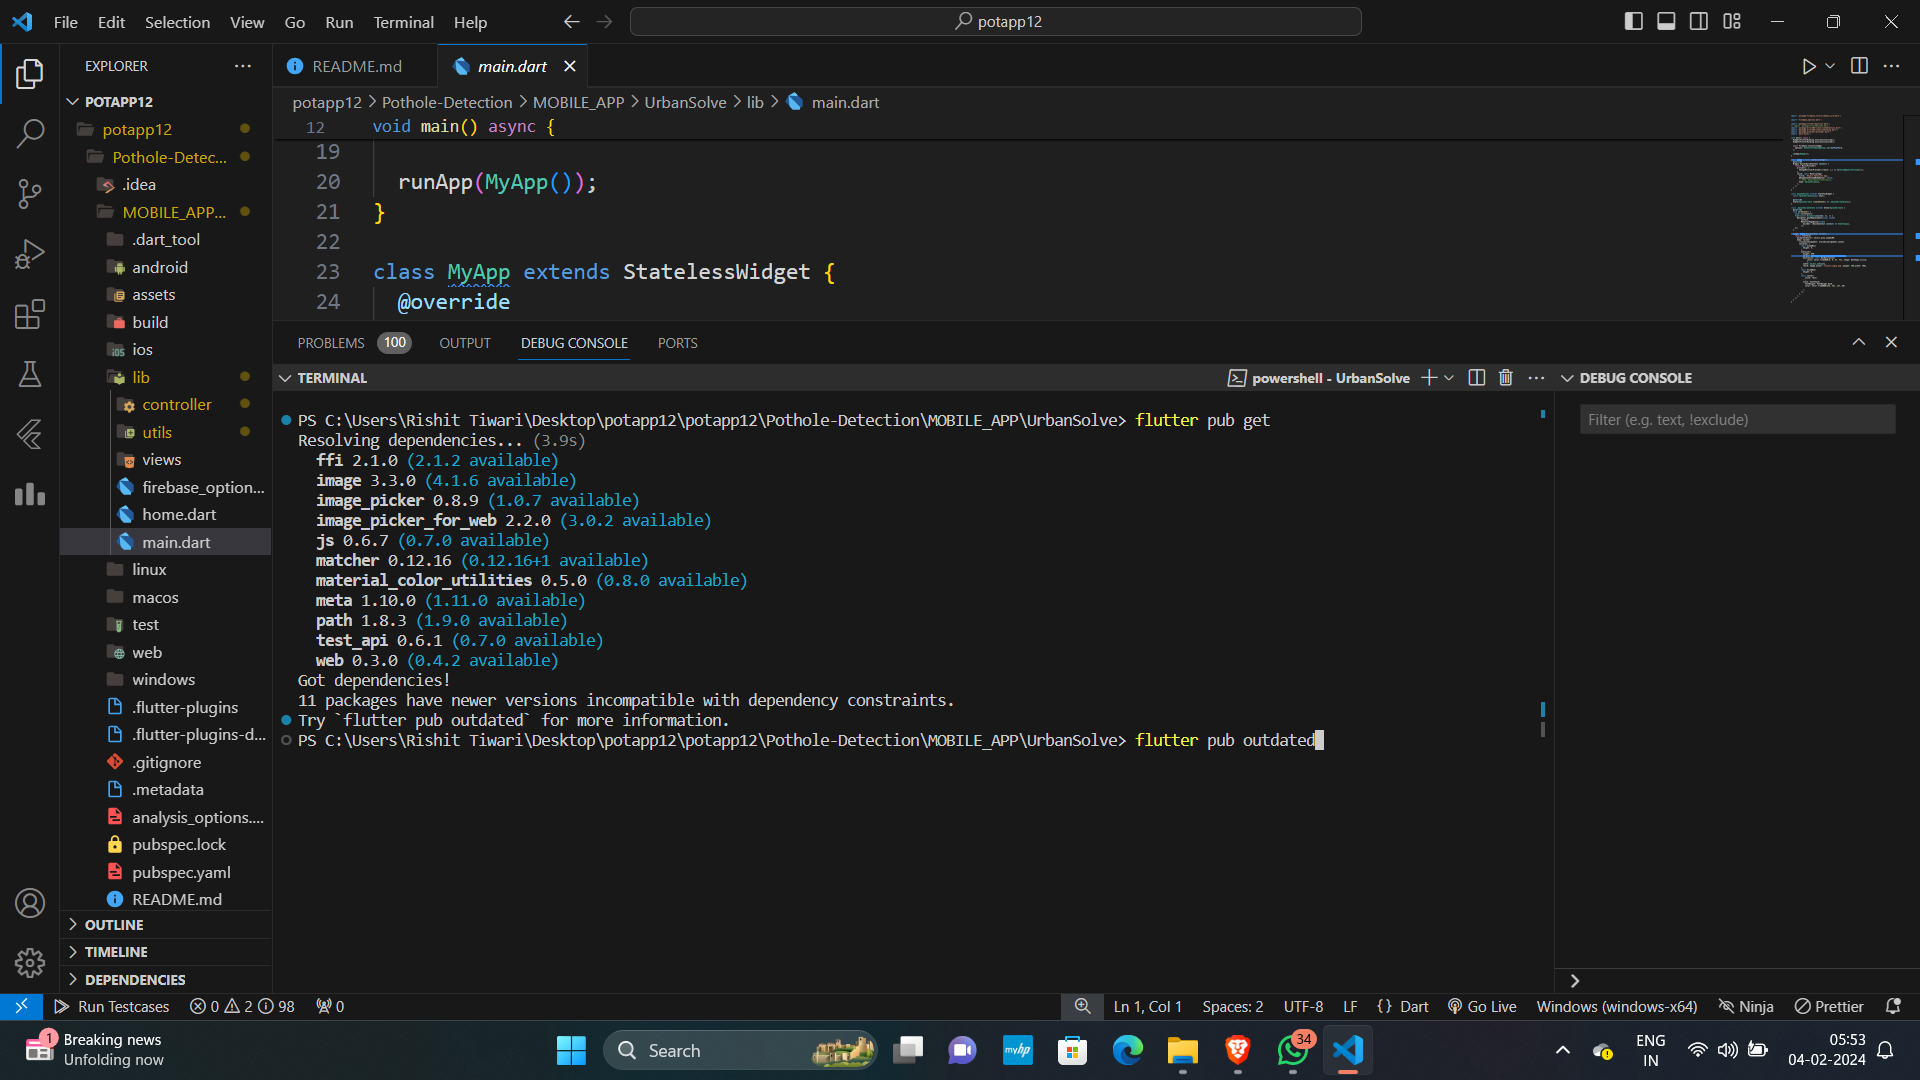 File Edit Selection View Go Run Terminal Help
potapp12
EXPLORER
README.md
main.dart
POTAPP12
potapp12
Pothole-Detec...
.idea
MOBILE_APP...
.dart_tool
android
assets
build
ios
lib
controller
utils
views
firebase_option...
home.dart
main.dart
linux
macos
test
web
windows
.flutter-plugins
.flutter-plugins-d...
.gitignore
.metadata
analysis_options....
pubspec.lock
pubspec.yaml
README.md
OUTLINE
TIMELINE
DEPENDENCIES
potapp12 > Pothole-Detection > MOBILE_APP > UrbanSolve > lib > main.dart
12 void main() async {
19
20 runApp(MyApp());
21 }
22
23 class MyApp extends StatelessWidget {
24 @override
PROBLEMS 100 OUTPUT DEBUG CONSOLE PORTS
TERMINAL
powershell - UrbanSolve
DEBUG CONSOLE
Filter (e.g. text, !exclude)
PS C:\Users\Rishit Tiwari\Desktop\potapp12\potapp12\Pothole-Detection\MOBILE_APP\UrbanSolve> flutter pub get
Resolving dependencies... (3.9s)
ffi 2.1.0 (2.1.2 available)
image 3.3.0 (4.1.6 available)
image_picker 0.8.9 (1.0.7 available)
image_picker_for_web 2.2.0 (3.0.2 available)
js 0.6.7 (0.7.0 available)
matcher 0.12.16 (0.12.16+1 available)
material_color_utilities 0.5.0 (0.8.0 available)
meta 1.10.0 (1.11.0 available)
path 1.8.3 (1.9.0 available)
test_api 0.6.1 (0.7.0 available)
web 0.3.0 (0.4.2 available)
Got dependencies!
11 packages have newer versions incompatible with dependency constraints.
Try `flutter pub outdated` for more information.
PS C:\Users\Rishit Tiwari\Desktop\potapp12\potapp12\Pothole-Detection\MOBILE_APP\UrbanSolve> flutter pub outdated
Run Testcases 0 2 98 0
Ln 1, Col 1 Spaces: 2 UTF-8 LF {} Dart Go Live Windows (windows-x64) Ninja Prettier
1
Breaking news
Unfolding now
Search
myhp
34
ENG
IN
05:53
04-02-2024